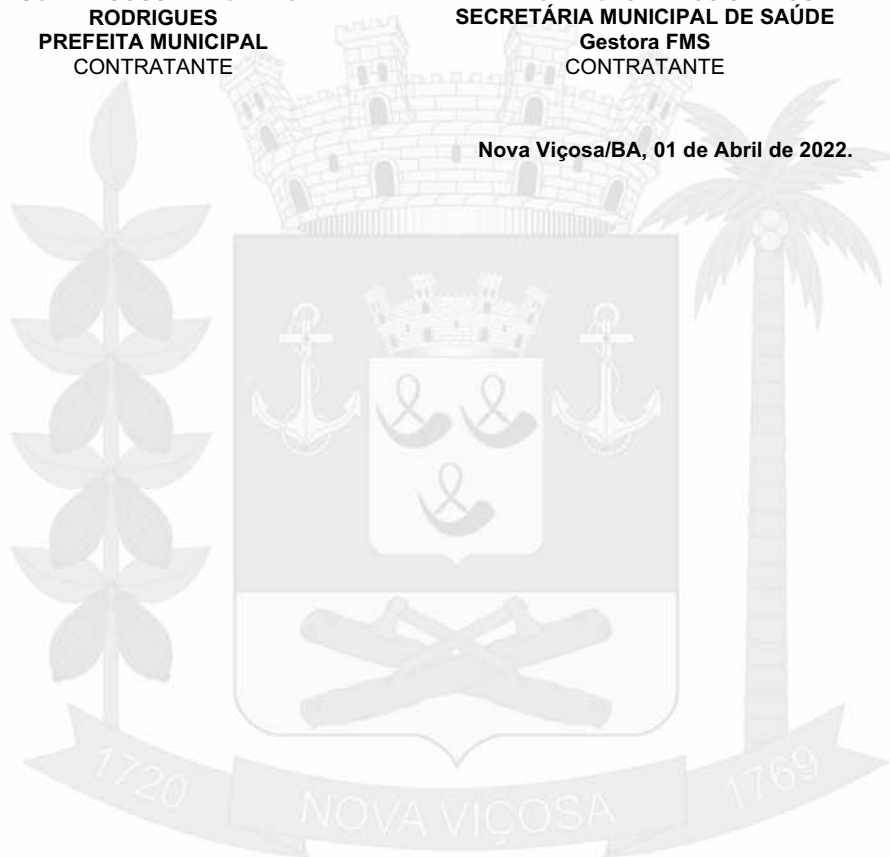 RODRIGUES
PREFEITA MUNICIPAL
CONTRATANTE
SECRETÁRIA MUNICIPAL DE SAÚDE
Gestora FMS
CONTRATANTE
Nova Viçosa/BA, 01 de Abril de 2022.
1720
NOVA VIÇOSA
1769